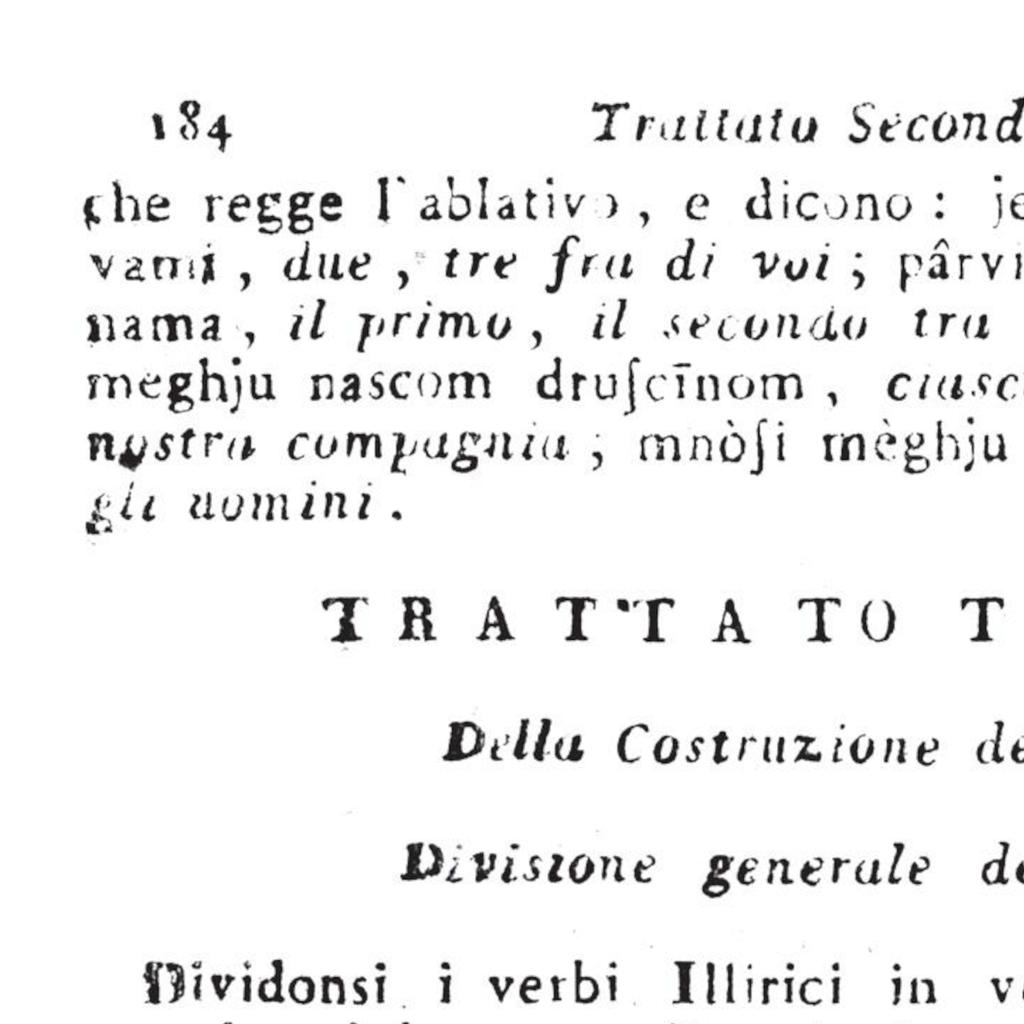 184 Trattato Second
che regge l'ablativo, e dicono: je
vami, due, tre fra di voi; pârvi
nama, il primo, il secondo tra
meghju nascom druſcīnom, ciasc
nostra compagnia; mnòſi mèghju
gli uomini.
TRATTATO T
Della Costruzione de
Divisione generale de
Dividonsi i verbi Illirici in v